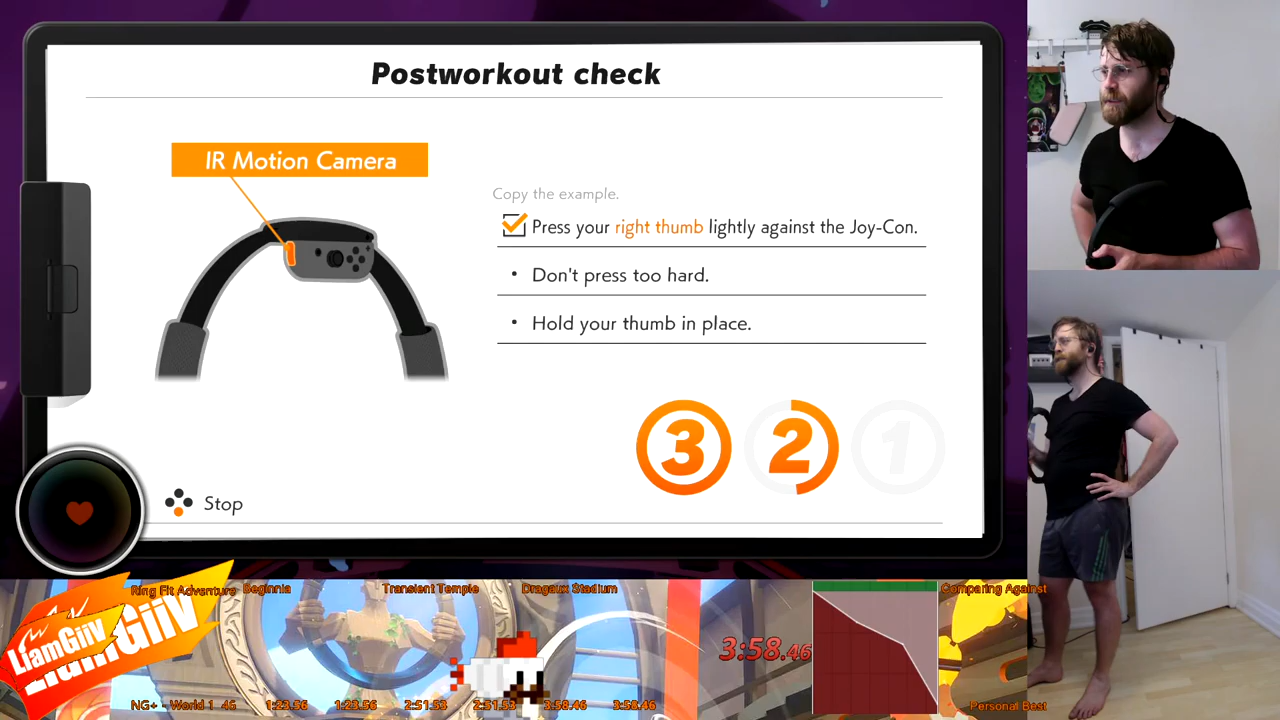 Postworkout check
IR Motion Camera
Copy the example.
Press your right thumb lightly against the Joy-Con.
Don't press too hard.
Hold your thumb in place.
3 2 1
Stop
Ring Fit Adventure Beginnia Transient Temple Dragaux Stadium Comparing Against
LiamGiiV
3:58.46
NG+ - World 1 46 1:23.56 1:23.56 2:51.53 2:51.53 3:58.46 3:58.46 Personal Best